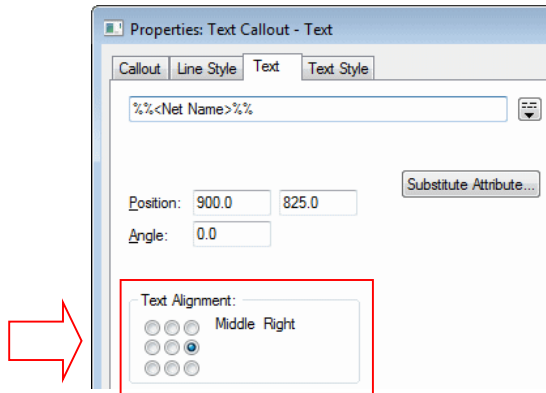 Properties: Text Callout - Text
Callout Line Style Text Text Style
%%<Net Name>%%
Substitute Attribute...
Position: 900.0 825.0
Angle: 0.0
Text Alignment:
Middle Right